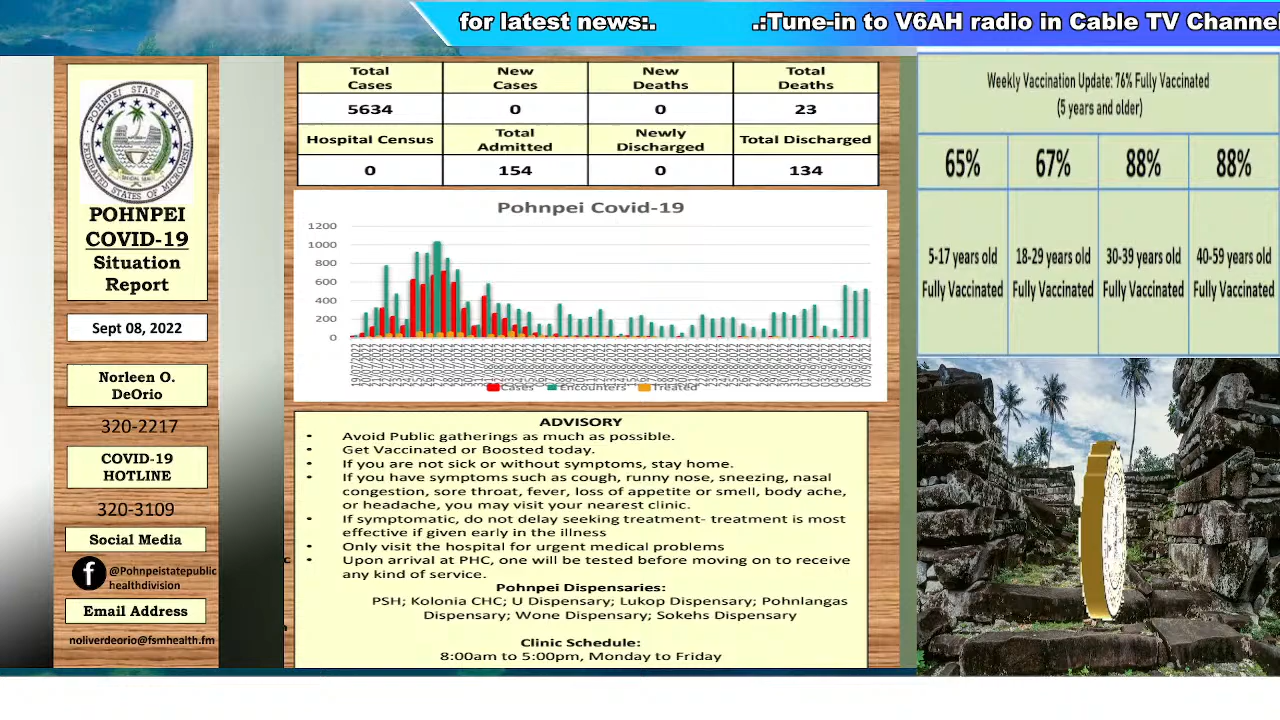 for latest news:.
.:Tune-in to V6AH radio in Cable TV Channe
POHNPEI STATE SEAL
FEDERATED STATES OF MICRONESIA
POHNPEI
COVID-19
Situation
Report
Sept 08, 2022
Norleen O.
DeOrio
320-2217
COVID-19
HOTLINE
320-3109
Social Media
f @Pohnpeistatepublic
healthdivision
Email Address
noliverdeorio@fsmhealth.fm
Total Cases New Cases New Deaths Total Deaths
5634 0 0 23
Hospital Census Total Admitted Newly Discharged Total Discharged
0 154 0 134
Pohnpei Covid-19
1200
1000
800
600
400
200
0
Cases Encounters Treated
ADVISORY
• Avoid Public gatherings as much as possible.
• Get Vaccinated or Boosted today.
• If you are not sick or without symptoms, stay home.
• If you have symptoms such as cough, runny nose, sneezing, nasal
congestion, sore throat, fever, loss of appetite or smell, body ache,
or headache, you may visit your nearest clinic.
• If symptomatic, do not delay seeking treatment- treatment is most
effective if given early in the illness
• Only visit the hospital for urgent medical problems
• Upon arrival at PHC, one will be tested before moving on to receive
any kind of service.
Pohnpei Dispensaries:
PSH; Kolonia CHC; U Dispensary; Lukop Dispensary; Pohnlangas
Dispensary; Wone Dispensary; Sokehs Dispensary
Clinic Schedule:
8:00am to 5:00pm, Monday to Friday
Weekly Vaccination Update: 76% Fully Vaccinated
(5 years and older)
65% 67% 88% 88%
5-17 years old 18-29 years old 30-39 years old 40-59 years old
Fully Vaccinated Fully Vaccinated Fully Vaccinated Fully Vaccinated